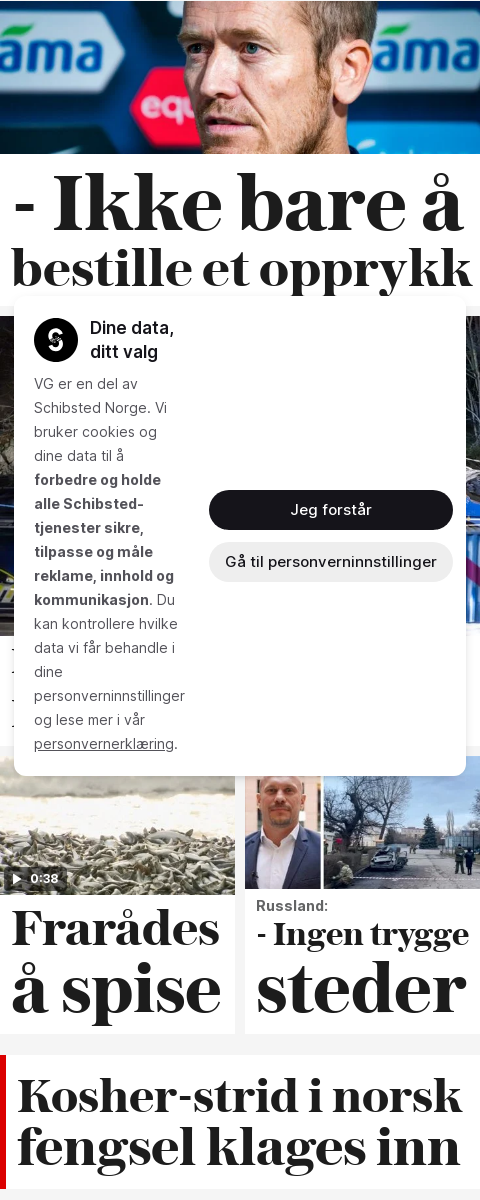 ama
ama
equ
- Ikke bare å
bestille et opprykk
Dine data,
ditt valg
VG er en del av
Schibsted Norge. Vi
bruker cookies og
dine data til å
forbedre og holde
alle Schibsted-
tjenester sikre,
tilpasse og måle
reklame, innhold og
kommunikasjon. Du
kan kontrollere hvilke
data vi får behandle i
dine
personverninnstillinger
og lese mer i vår
personvernerklæring.
Jeg forstår
Gå til personverninnstillinger
0:38
Frarådes
å spise
Russland:
- Ingen trygge
steder
Kosher-strid i norsk
fengsel klages inn